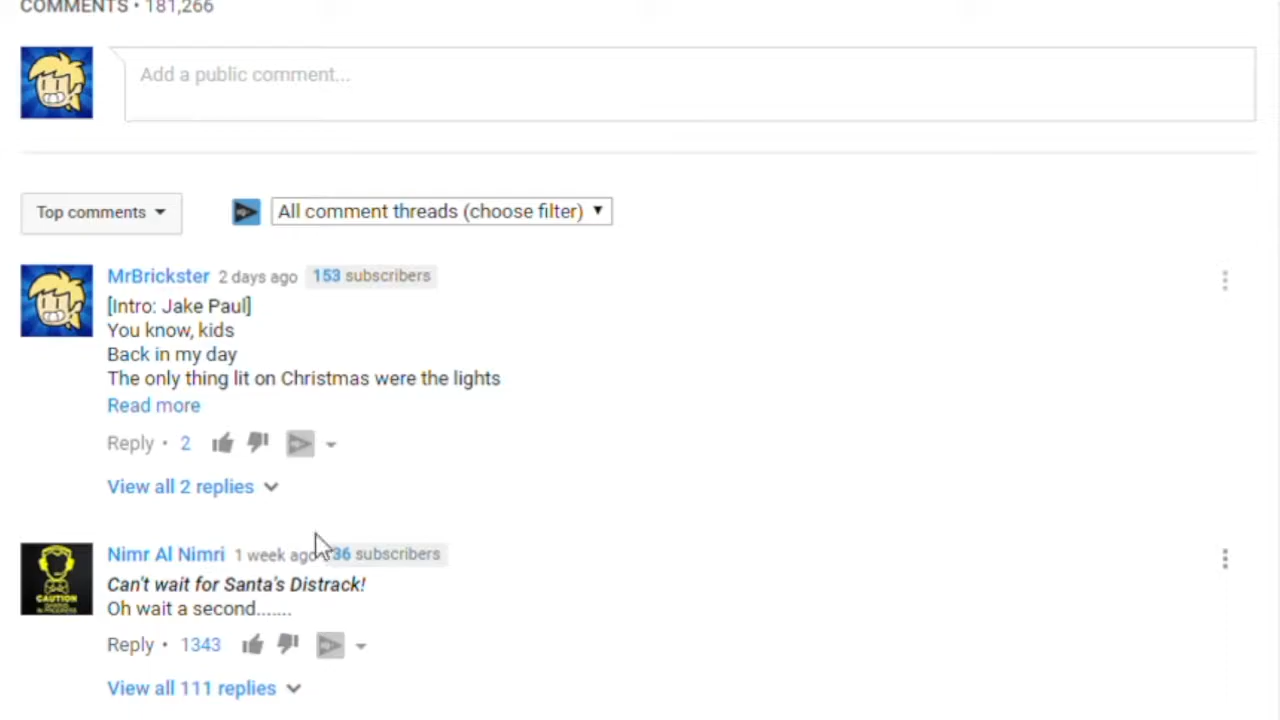 COMMENTS • 181,266
Add a public comment...
Top comments
All comment threads (choose filter)
MrBrickster 2 days ago 153 subscribers
[Intro: Jake Paul]
You know, kids
Back in my day
The only thing lit on Christmas were the lights
Read more
Reply • 2
View all 2 replies
Nimr Al Nimri 1 week ago 36 subscribers
Can't wait for Santa's Distrack!
Oh wait a second.......
CAUTION
Reply • 1343
View all 111 replies